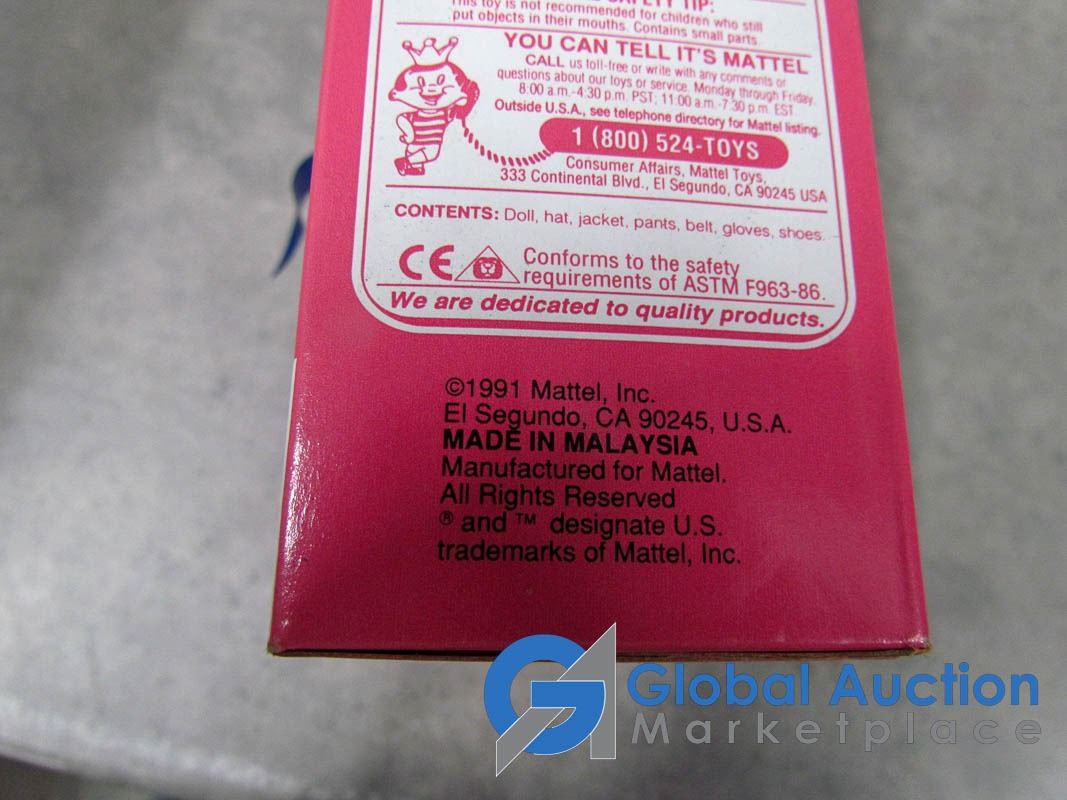 SAFETY TIP:
This toy is not recommended for children who still
put objects in their mouths. Contains small parts.
YOU CAN TELL IT'S MATTEL
CALL us toll-free or write with any comments or
questions about our toys or service. Monday through Friday.
8:00 a.m.-4:30 p.m. PST; 11:00 a.m.-7:30 p.m. EST
Outside U.S.A., see telephone directory for Mattel listing.
1 (800) 524-TOYS
Consumer Affairs, Mattel Toys,
333 Continental Blvd., El Segundo, CA 90245 USA
CONTENTS: Doll, hat, jacket, pants, belt, gloves, shoes.
CE
Conforms to the safety
requirements of ASTM F963-86.
We are dedicated to quality products.
©1991 Mattel, Inc.
El Segundo, CA 90245, U.S.A.
MADE IN MALAYSIA
Manufactured for Mattel.
All Rights Reserved
® and ™ designate U.S.
trademarks of Mattel, Inc.
GA
Global Auction
Marketplace